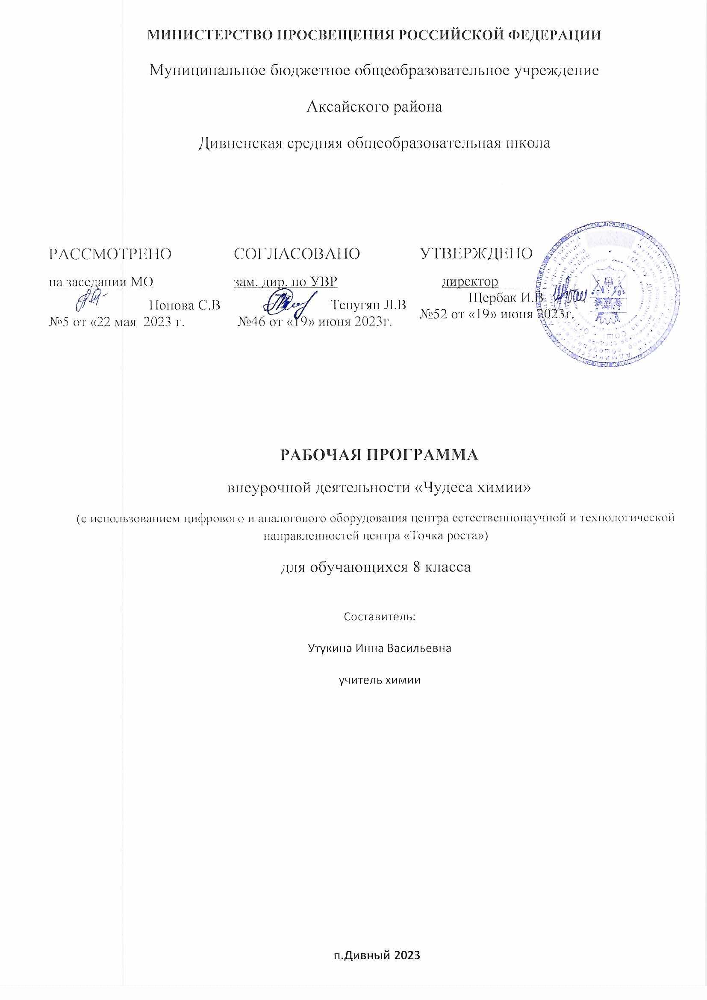 МИНИСТЕРСТВО ПРОСВЕЩЕНИЯ РОССИЙСКОЙ ФЕДЕРАЦИИ
Муниципальное бюджетное общеобразовательное учреждение
Аксайского района
Дивненская средняя общеобразовательная школа
РАССМОТРЕНО
на заседании МО
Попова С.В
№5 от «22 мая 2023 г.
СОГЛАСОВАНО
зам. дир. по УВР
Тепугян Л.В
№46 от «19» июня 2023г.
УТВЕРЖДЕНО
директор
Щербак И.В
№52 от «19» июня 2023г.
РАБОЧАЯ ПРОГРАММА
внеурочной деятельности «Чудеса химии»
(с использованием цифрового и аналогового оборудования центра естественнонаучной и технологической
направленностей центра «Точка роста»)
для обучающихся 8 класса
Составитель:
Утукина Инна Васильевна
учитель химии
п.Дивный 2023